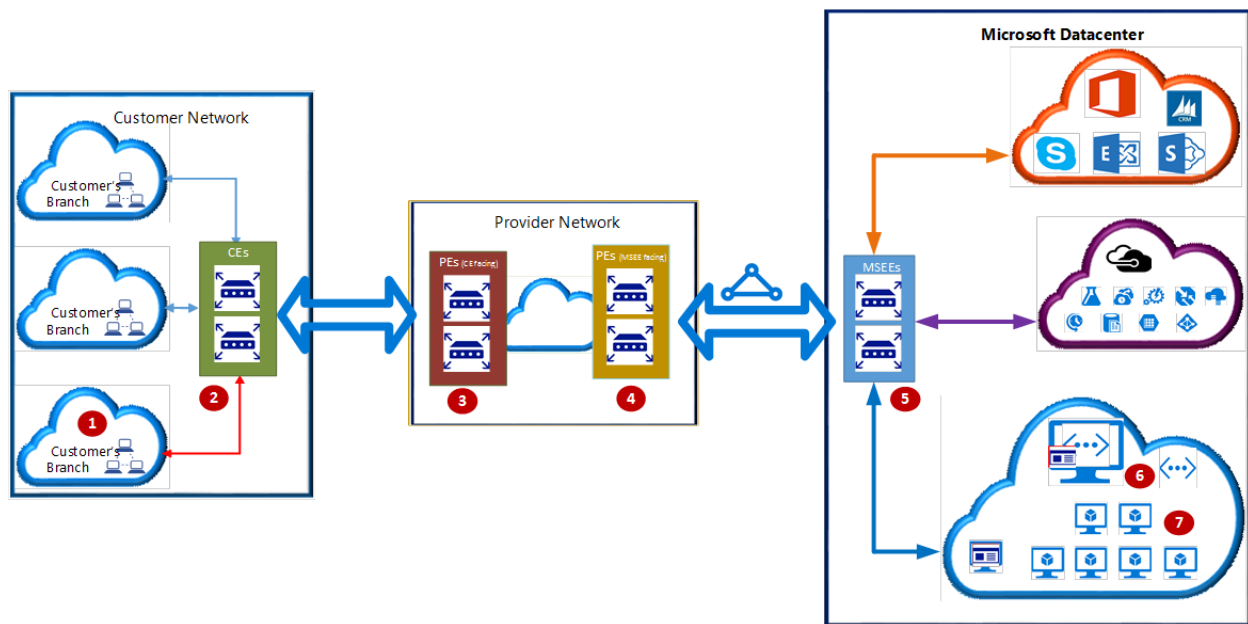 Microsoft Datacenter
CRM
S
E
S
Customer Network
Customer's
Branch
CEs
Customer's
Branch
1
Customer's
Branch
2
Provider Network
PEs (CE facing)
PEs (MSEE facing)
3
4
MSEEs
5
6
7